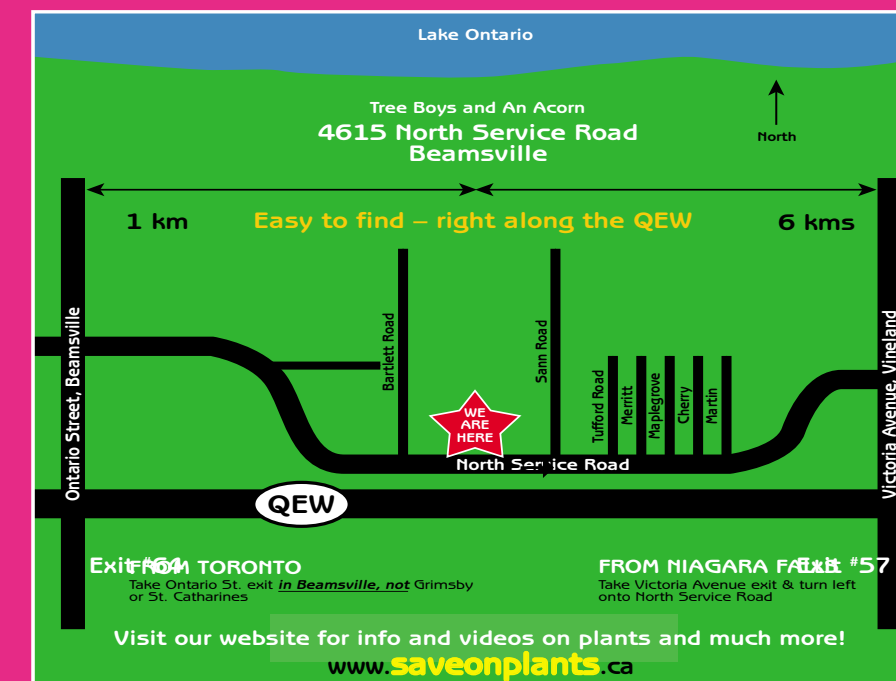 Lake Ontario
Tree Boys and An Acorn
4615 North Service Road
Beamsville
North
1 km
Easy to find – right along the QEW
6 kms
Ontario Street, Beamsville
Bartlett Road
Sann Road
Tufford Road
Merritt
Maplegrove
Cherry
Martin
Victoria Avenue, Vineland
WE
ARE
HERE
North Service Road
QEW
Exit #64
FROM TORONTO
Take Ontario St. exit in Beamsville, not Grimsby
or St. Catharines
FROM NIAGARA FALLS
Exit #57
Take Victoria Avenue exit & turn left
onto North Service Road
Visit our website for info and videos on plants and much more!
www.saveonplants.ca